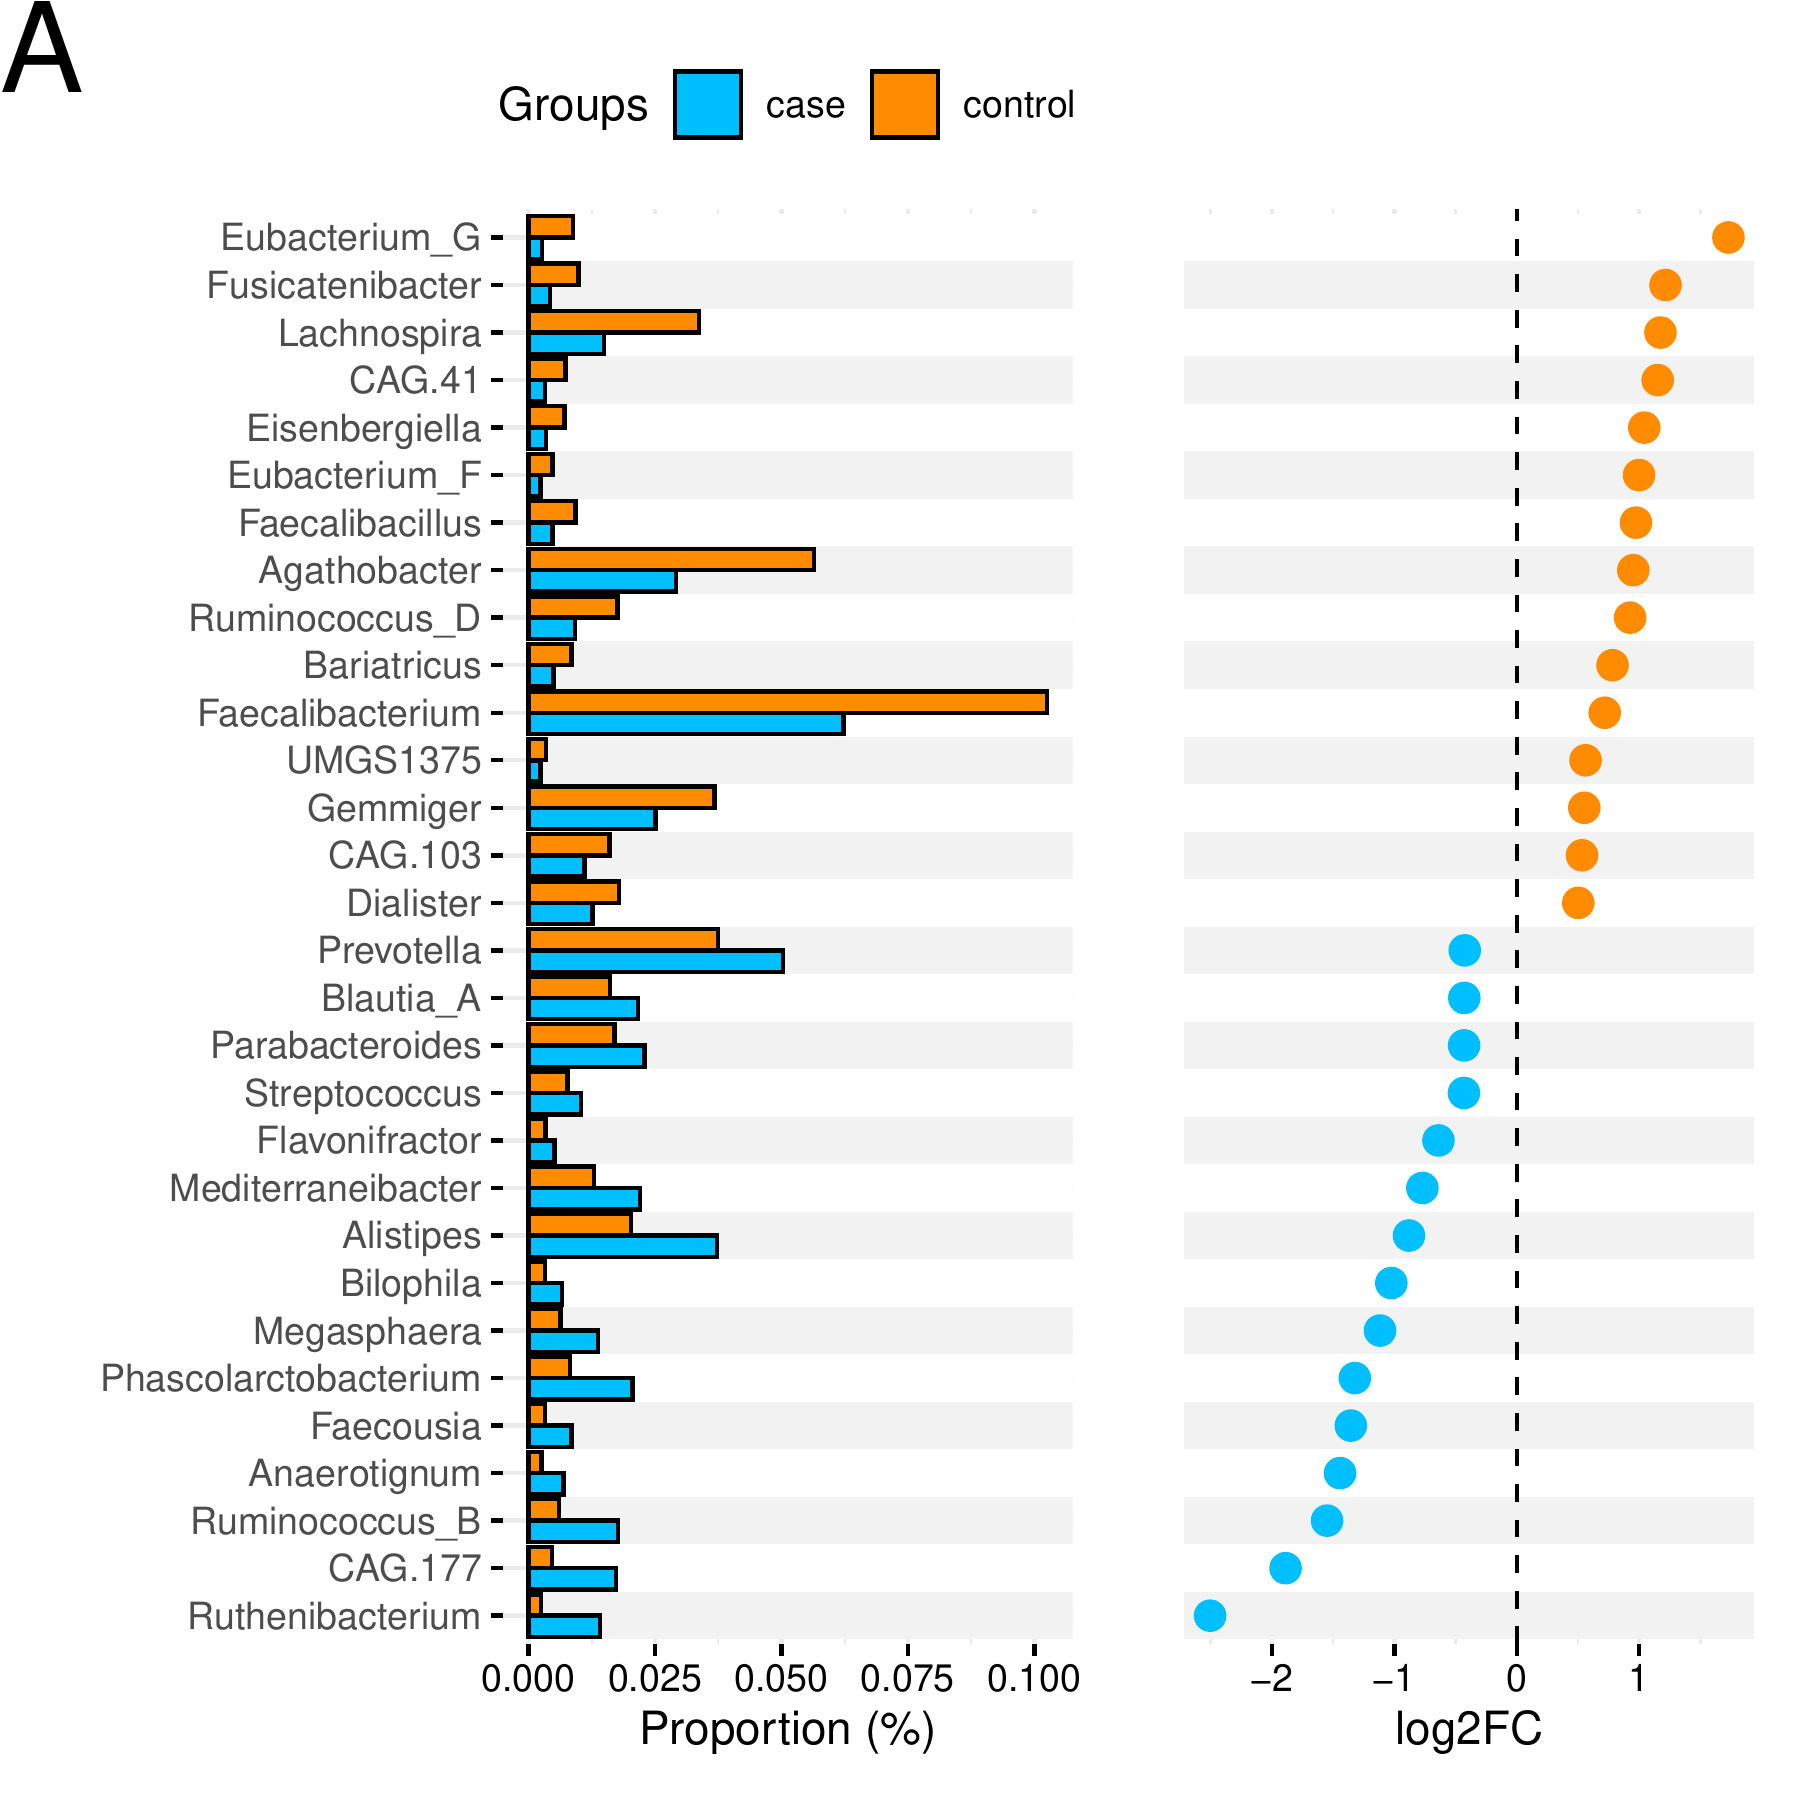 A
Groups case control
Eubacterium_G
Fusicatenibacter
Lachnospira
CAG.41
Eisenbergiella
Eubacterium_F
Faecalibacillus
Agathobacter
Ruminococcus_D
Bariatricus
Faecalibacterium
UMGS1375
Gemmiger
CAG.103
Dialister
Prevotella
Blautia_A
Parabacteroides
Streptococcus
Flavonifractor
Mediterraneibacter
Alistipes
Bilophila
Megasphaera
Phascolarctobacterium
Faecousia
Anaerotignum
Ruminococcus_B
CAG.177
Ruthenibacterium
0.000 0.025 0.050 0.075 0.100
Proportion (%)
−2 −1 0 1
log2FC